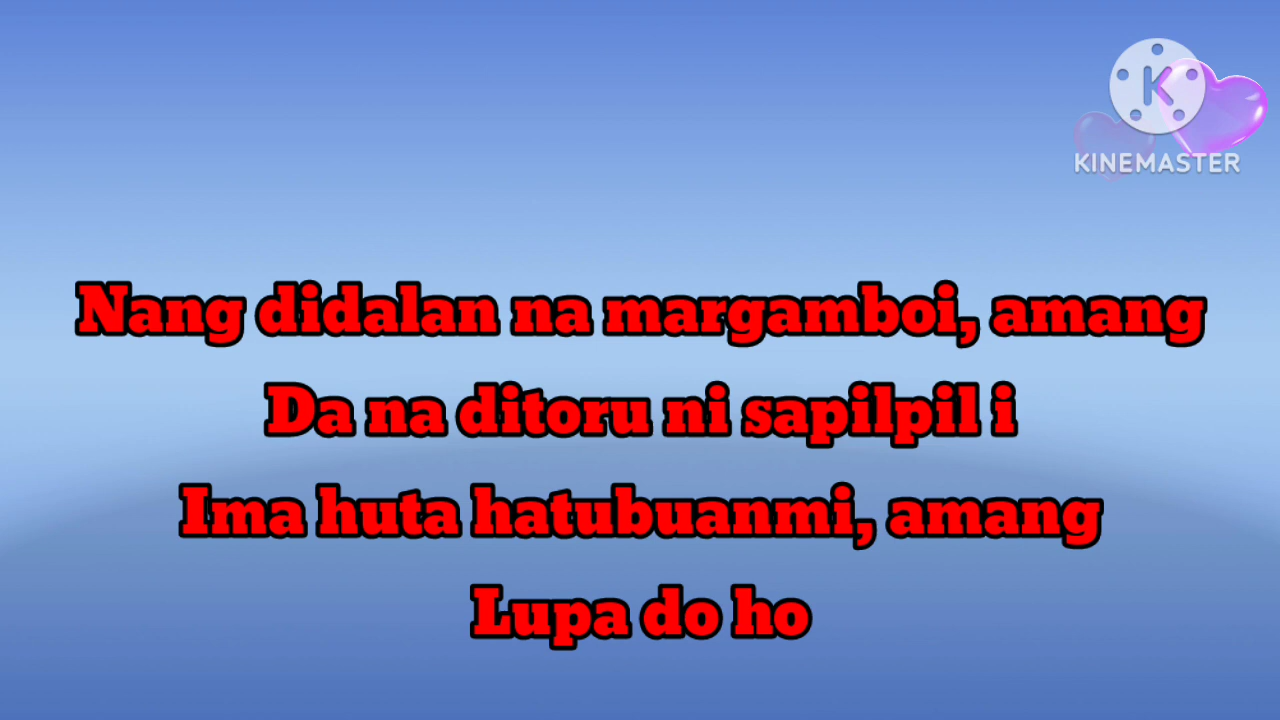 KINEMASTER
Nang didalan na margamboi, amang
Da na ditoru ni sapilpil i
Ima huta hatubuanmi, amang
Lupa do ho